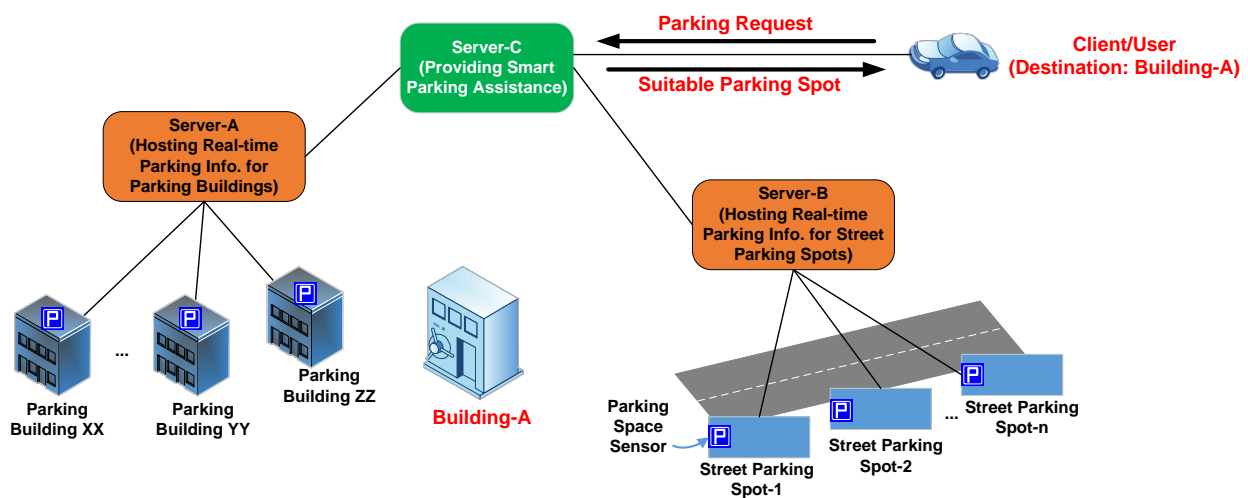 Parking Request
Server-C
(Providing Smart
Parking Assistance)
Client/User
(Destination: Building-A)
Suitable Parking Spot
Server-A
(Hosting Real-time
Parking Info. for
Parking Buildings)
Server-B
(Hosting Real-time
Parking Info. for Street
Parking Spots)
P
P
P
...
Parking
Building XX
Parking
Building YY
Parking
Building ZZ
Building-A
Parking
Space
Sensor
P
P
P
...
Street Parking
Spot-1
Street Parking
Spot-2
Street Parking
Spot-n